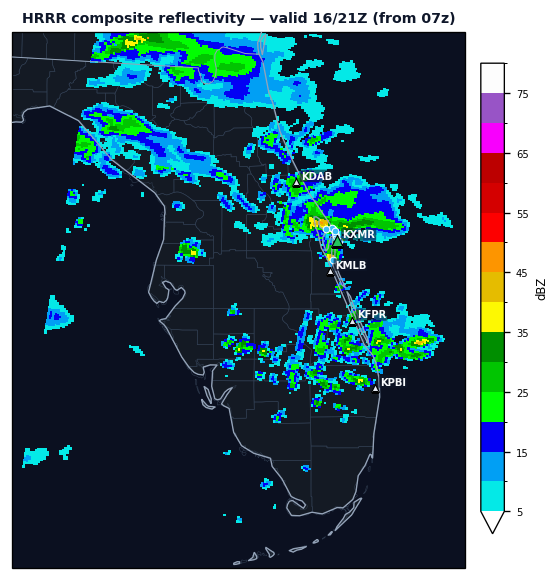 HRRR composite reflectivity — valid 16/21Z (from 07z)
KDAB
KXMR
KMLB
KFPR
KPBI
75
65
55
45
35
25
15
5
dBZ